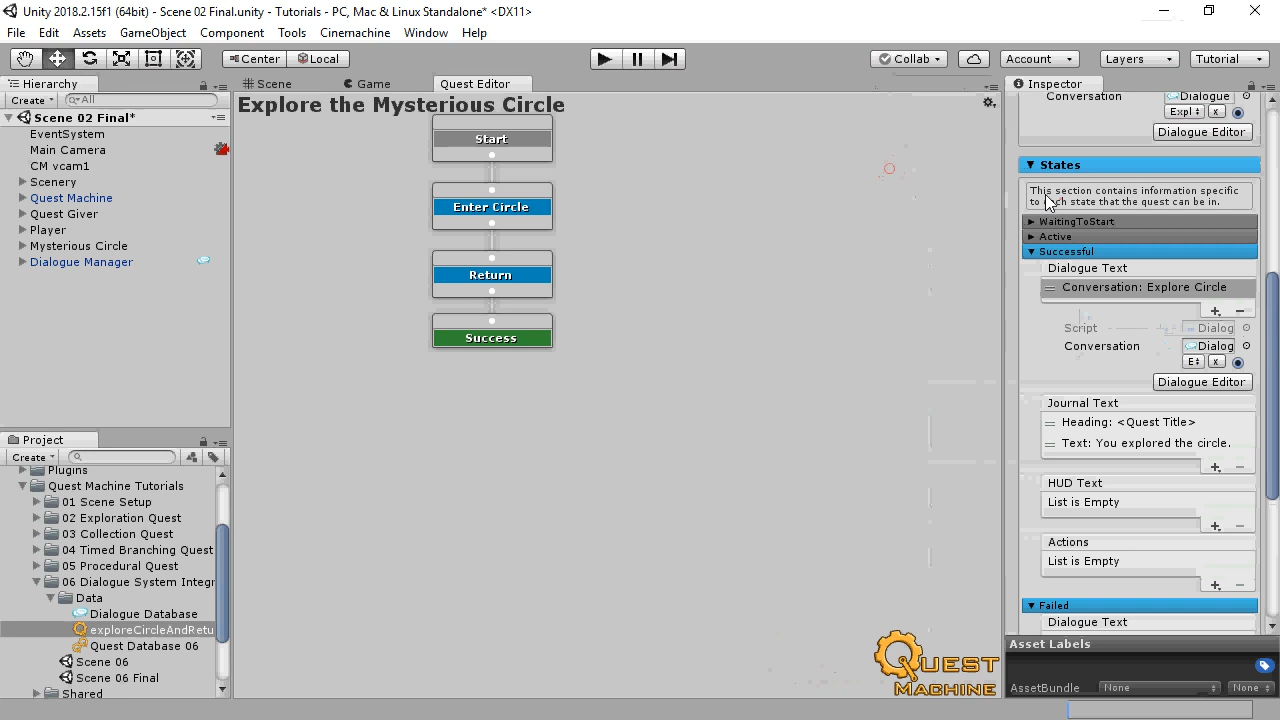 Unity 2018.2.15f1 (64bit) - Scene 02 Final.unity - Tutorials - PC, Mac & Linux Standalone* <DX11>
File Edit Assets GameObject Component Tools Cinemachine Window Help
Center Local Collab Account Layers Tutorial
Hierarchy
Create All
Scene 02 Final*
EventSystem
Main Camera
CM vcam1
Scenery
Quest Machine
Quest Giver
Player
Mysterious Circle
Dialogue Manager
Project
Create
Plugins
Quest Machine Tutorials
01 Scene Setup
02 Exploration Quest
03 Collection Quest
04 Timed Branching Quest
05 Procedural Quest
06 Dialogue System Integr
Data
Dialogue Database
exploreCircleAndRetu
Quest Database 06
Scene 06
Scene 06 Final
Shared
Scene Game Quest Editor
Explore the Mysterious Circle
Start
Enter Circle
Return
Success
QUEST
MACHINE
Inspector
Conversation Dialogue
Expl x
Dialogue Editor
States
This section contains information specific
to each state that the quest can be in.
WaitingToStart
Active
Successful
Dialogue Text
Conversation: Explore Circle
+ −
Script Dialog
Conversation Dialog
E x
Dialogue Editor
Journal Text
Heading: <Quest Title>
Text: You explored the circle.
+ −
HUD Text
List is Empty
+ −
Actions
List is Empty
+ −
Failed
Dialogue Text
Asset Labels
AssetBundle None None